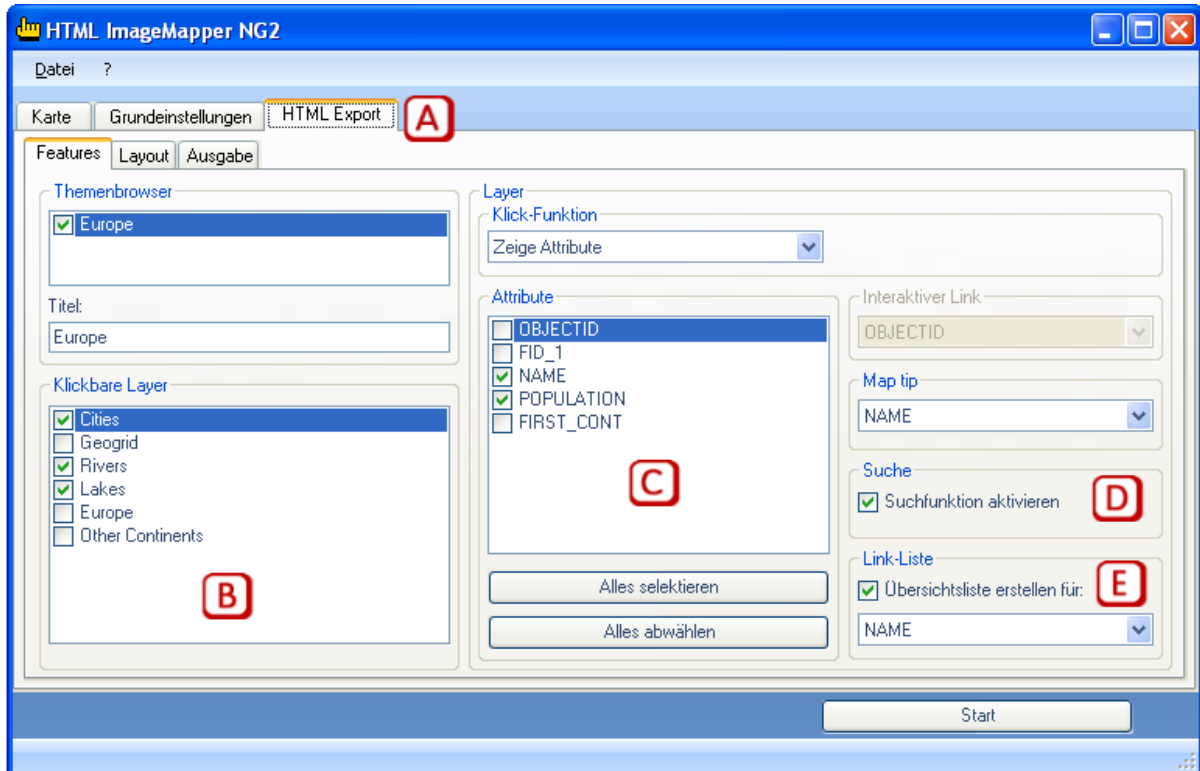 HTML ImageMapper NG2
Datei ?
Karte Grundeinstellungen HTML Export A
Features Layout Ausgabe
Themenbrowser
Europe
Titel:
Europe
Klickbare Layer
Cities
Geogrid
Rivers
Lakes
Europe
Other Continents
B
Layer
Klick-Funktion
Zeige Attribute
Attribute
OBJECTID
FID_1
NAME
POPULATION
FIRST_CONT
C
Alles selektieren
Alles abwählen
Interaktiver Link
OBJECTID
Map tip
NAME
Suche
Suchfunktion aktivieren D
Link-Liste
Übersichtsliste erstellen für: E
NAME
Start